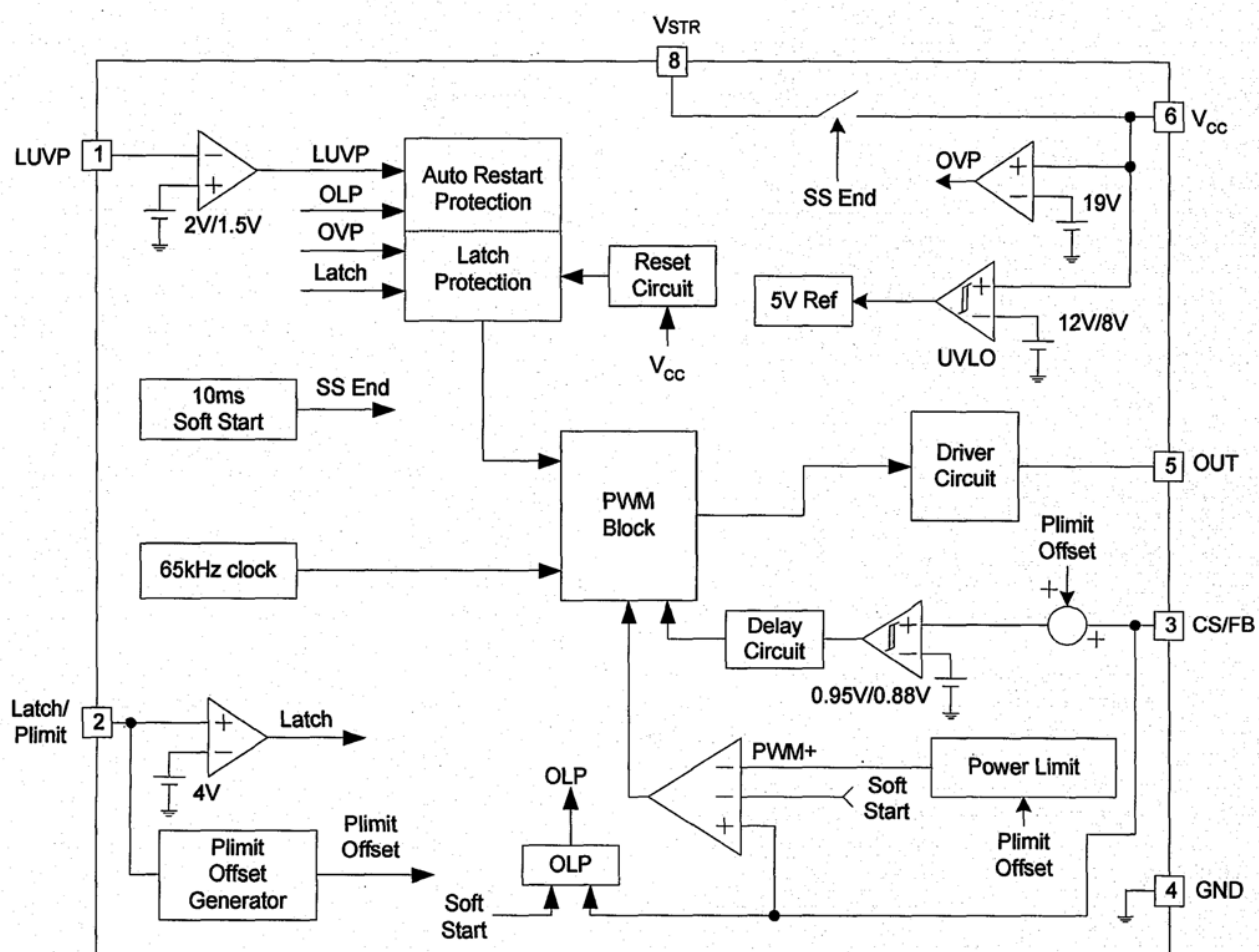 VSTR
8
LUVP
1
−
+
2V/1.5V
LUVP
OLP
OVP
Latch
Auto Restart
Protection
Latch
Protection
Reset
Circuit
VCC
SS End
OVP
+
−
19V
6
VCC
5V Ref
+
−
UVLO
12V/8V
10ms
Soft Start
SS End
PWM
Block
Driver
Circuit
5
OUT
65kHz clock
Plimit
Offset
+
+
3
CS/FB
Delay
Circuit
+
−
0.95V/0.88V
Latch/
Plimit
2
+
−
4V
Latch
PWM+
−
−
+
Soft
Start
Power Limit
Plimit
Offset
Plimit
Offset
Generator
Plimit
Offset
OLP
OLP
Soft
Start
4
GND